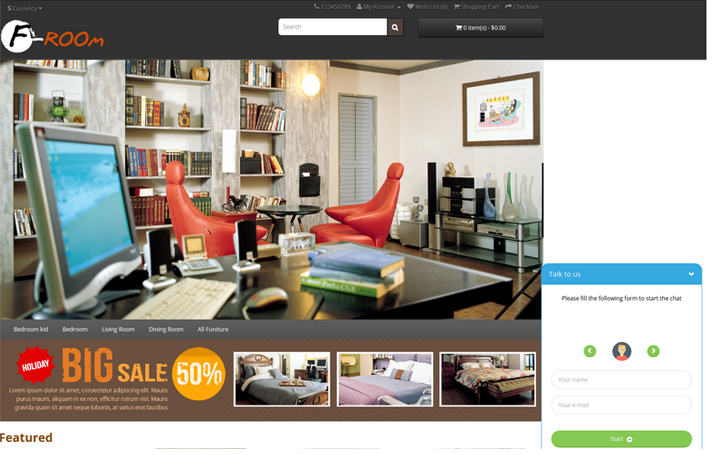 $ Currency
123456789 My Account Wish List (0) Shopping Cart Checkout
F-ROOM
Search
0 item(s) - $0.00
Bedroom kid Bedroom Living Room Dining Room All Funiture
HOLIDAY
BIG SALE
50%
Lorem ipsum dolor sit amet, consectetur adipiscing elit. Mauris
purus mauris, aliquam in ex non, efficitur rutrum nisl. Mauris
gravida quam sit amet neque lobortis, at varius erat faucibus
Featured
Talk to us
Please fill the following form to start the chat
Your name
Your e-mail
Start